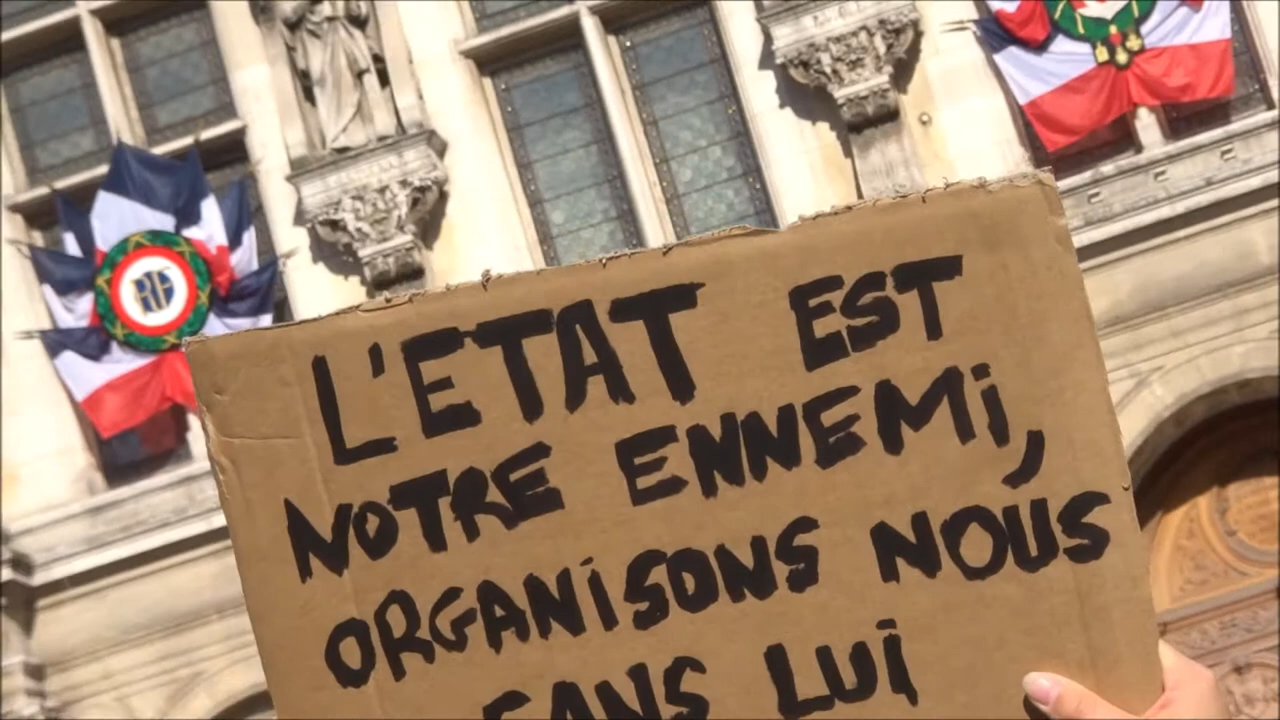 RF
L'ETAT EST
NOTRE ENNEMi,
ORGANiSONS NOUS
SANS LUi